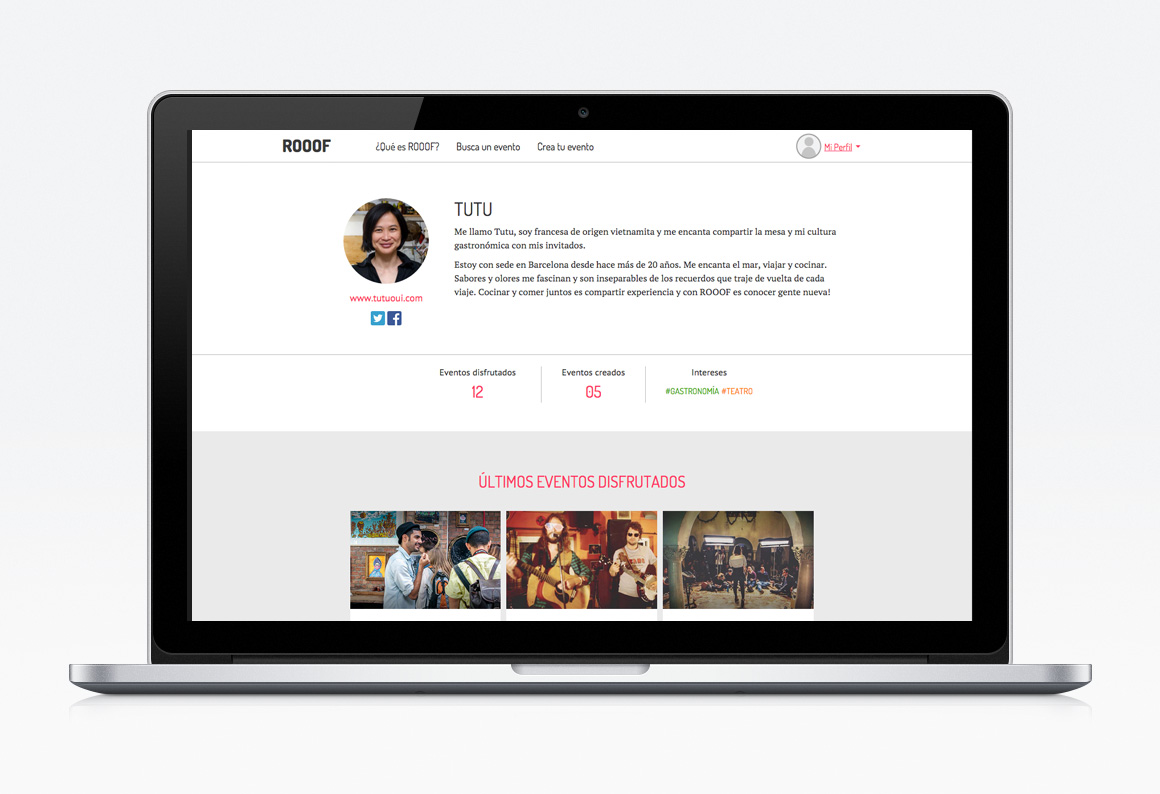 ROOOF ¿Qué es ROOOF? Busca un evento Crea tu evento Mi Perfil
TUTU
Me llamo Tutu, soy francesa de origen vietnamita y me encanta compartir la mesa y mi cultura
gastronómica con mis invitados.
Estoy con sede en Barcelona desde hace más de 20 años. Me encanta el mar, viajar y cocinar.
Sabores y olores me fascinan y son inseparables de los recuerdos que traje de vuelta de cada
viaje. Cocinar y comer juntos es compartir experiencia y con ROOOF es conocer gente nueva!
www.tutuoui.com
Eventos disfrutados
12
Eventos creados
05
Intereses
#GASTRONOMÍA #TEATRO
ÚLTIMOS EVENTOS DISFRUTADOS